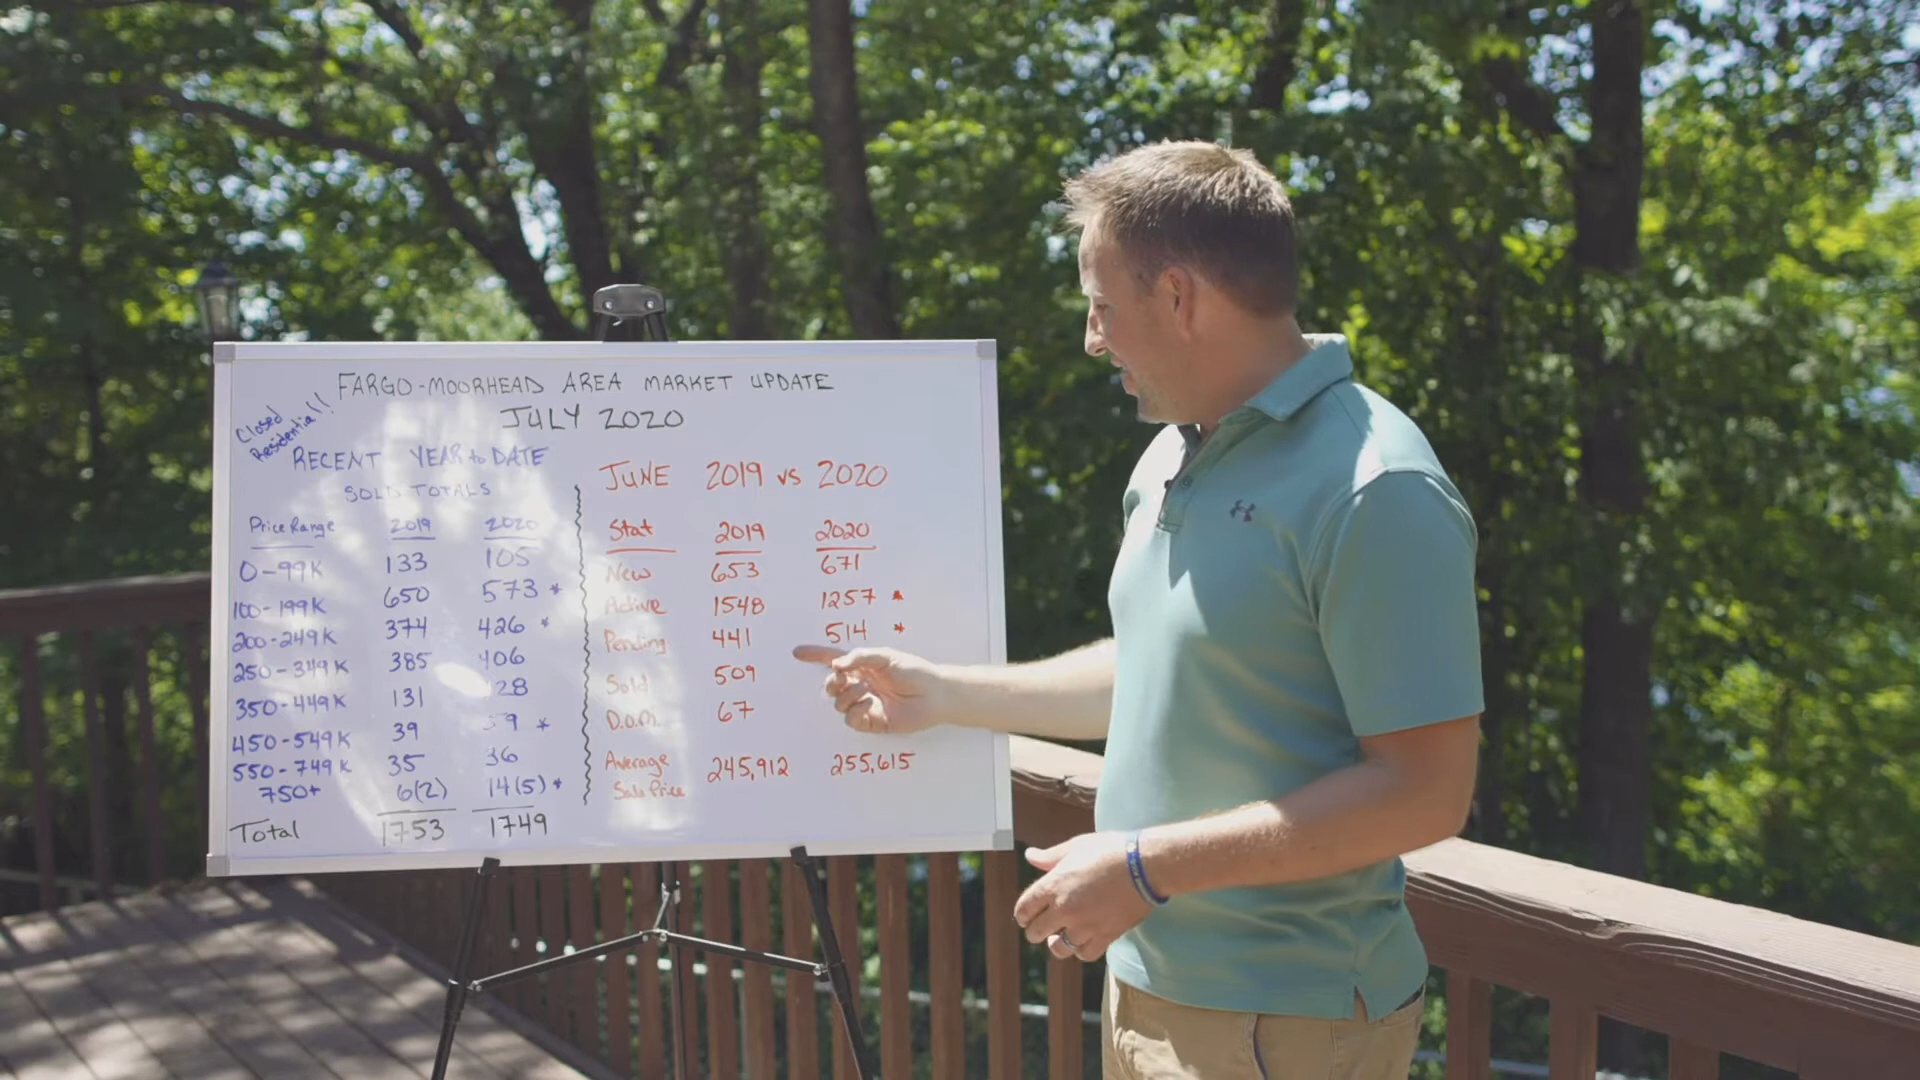 FARGO-MOORHEAD AREA MARKET UPDATE
JULY 2020
Closed
Residential!!
RECENT YEAR to DATE
SOLD TOTALS
Price Range 2019 2020
0-99K 133 105
100-199K 650 573 *
200-249K 374 426 *
250-349K 385 406
350-449K 131
450-549K 39 *
550-749K 35 36
750+ 6(2) 14(5) *
Total 1753 1749
JUNE 2019 vs 2020
Stat 2019 2020
New 653 671
Active 1548 1257 *
Pending 441 514 *
Sold 509
D.O.M. 67
Average 245,912 255,615
Sale Price